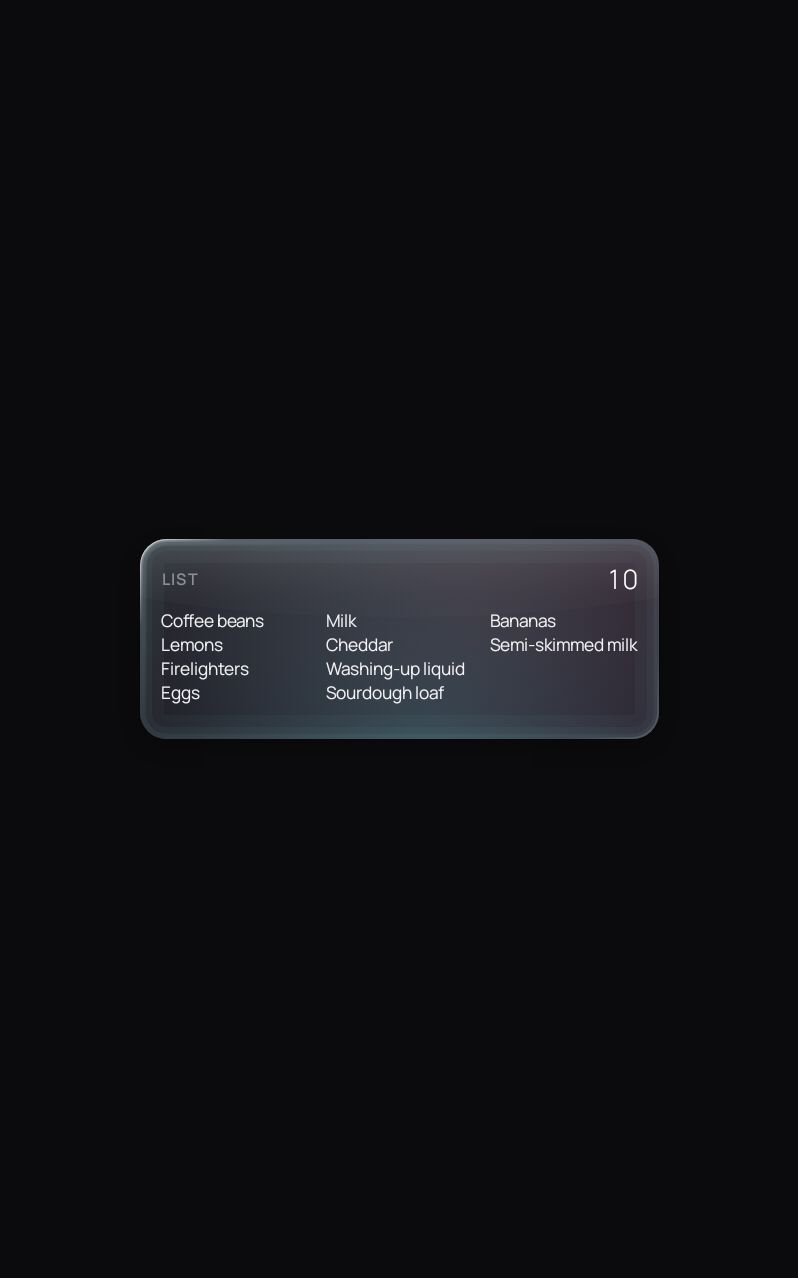 LIST
10
Coffee beans
Lemons
Firelighters
Eggs
Milk
Cheddar
Washing-up liquid
Sourdough loaf
Bananas
Semi-skimmed milk